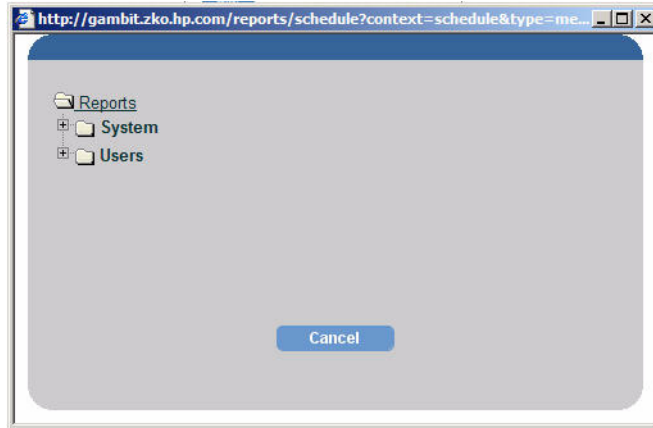 http://gambit.zko.hp.com/reports/schedule?context=schedule&type=me...
Reports
System
Users
Cancel